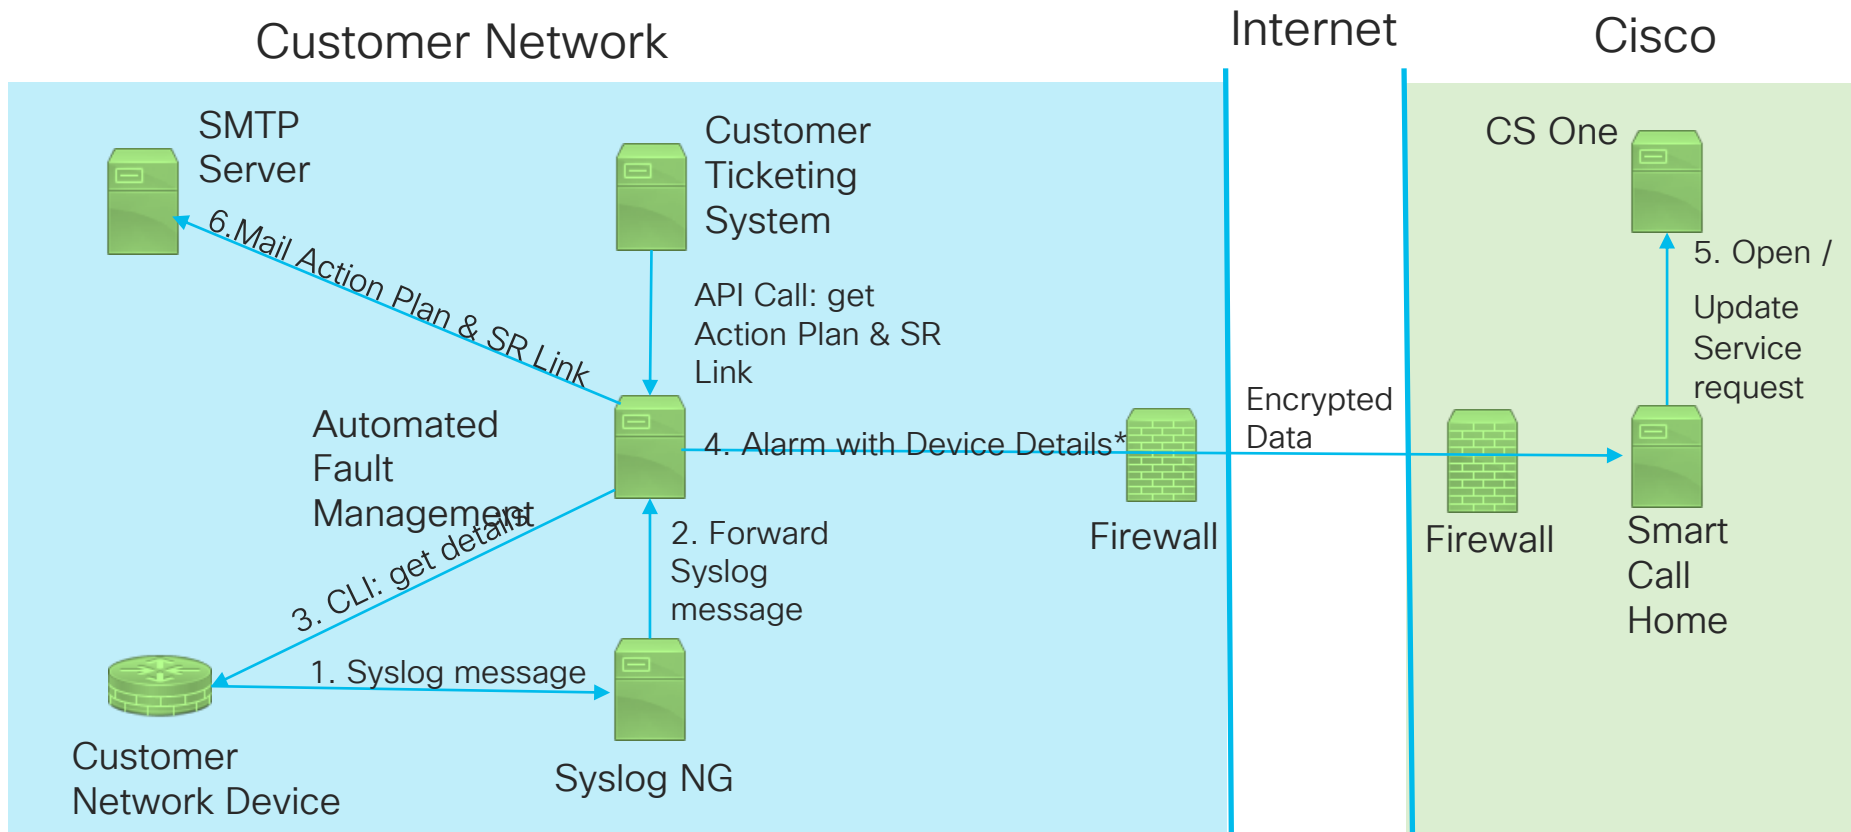 Customer Network
Internet
Cisco
SMTP
Server
Customer
Ticketing
System
CS One
6.Mail Action Plan & SR Link
API Call: get
Action Plan & SR
Link
5. Open /
Update
Service
request
Automated
Fault
Management
4. Alarm with Device Details*
Encrypted
Data
Firewall
Firewall
Smart
Call
Home
3. CLI: get details
2. Forward
Syslog
message
1. Syslog message
Customer
Network Device
Syslog NG